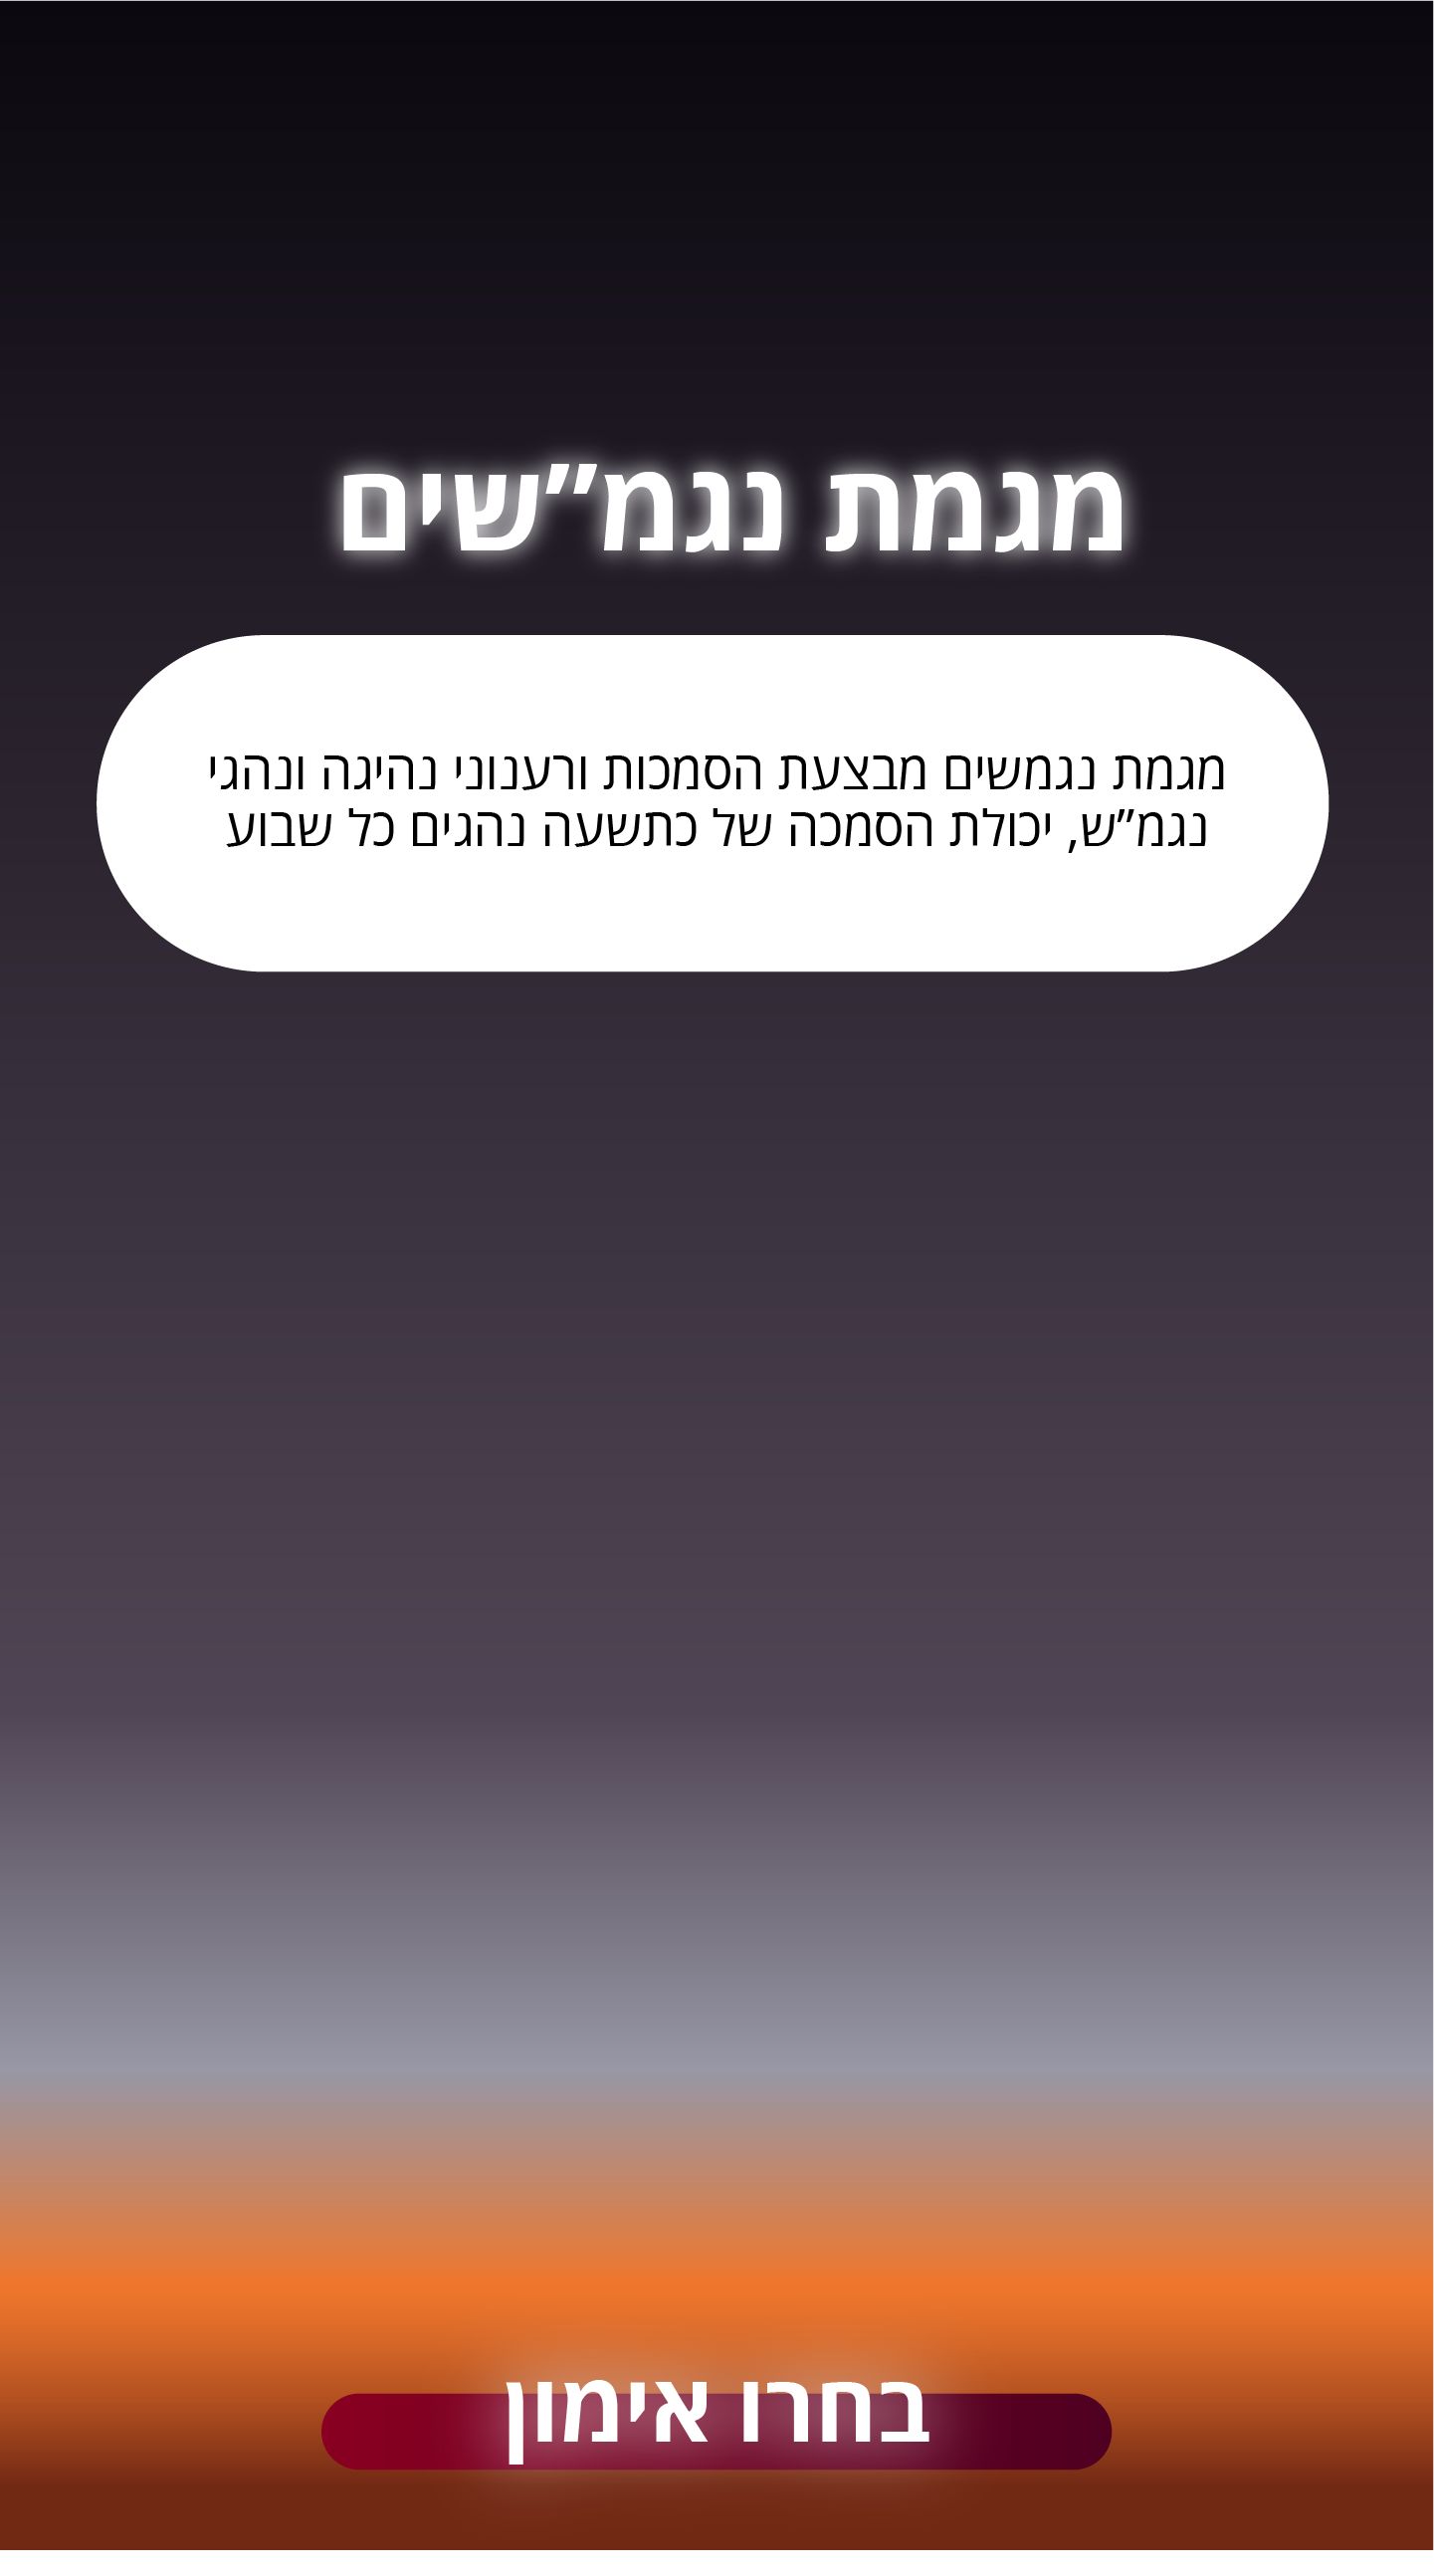 מגמת נגמ”שים
מגמת נגמשים מבצעת הסמכות ורענוני נהיגה ונהגי
נגמ”ש, יכולת הסמכה של כתשעה נהגים כל שבוע
בחרו אימון